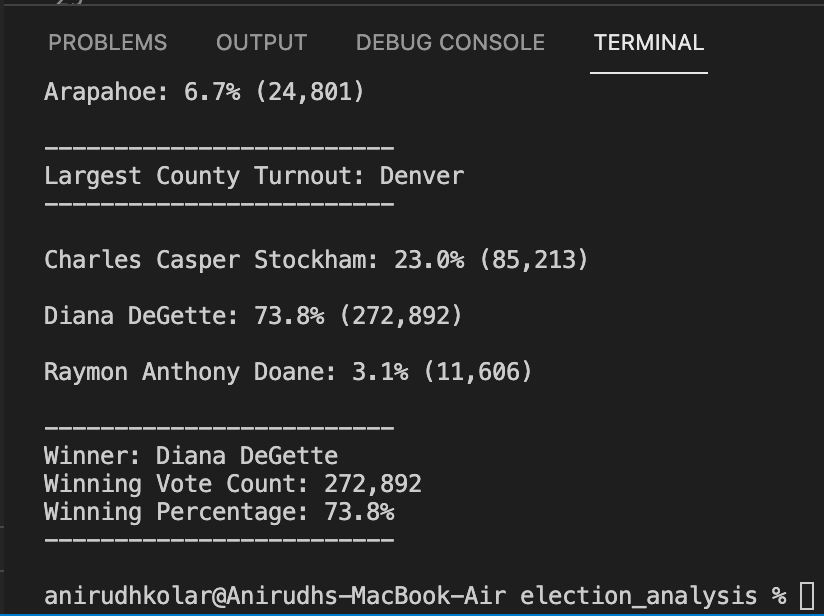 PROBLEMS OUTPUT DEBUG CONSOLE TERMINAL
Arapahoe: 6.7% (24,801)
-------------------------
Largest County Turnout: Denver
-------------------------
Charles Casper Stockham: 23.0% (85,213)
Diana DeGette: 73.8% (272,892)
Raymon Anthony Doane: 3.1% (11,606)
-------------------------
Winner: Diana DeGette
Winning Vote Count: 272,892
Winning Percentage: 73.8%
-------------------------
anirudhkolar@Anirudhs-MacBook-Air election_analysis %